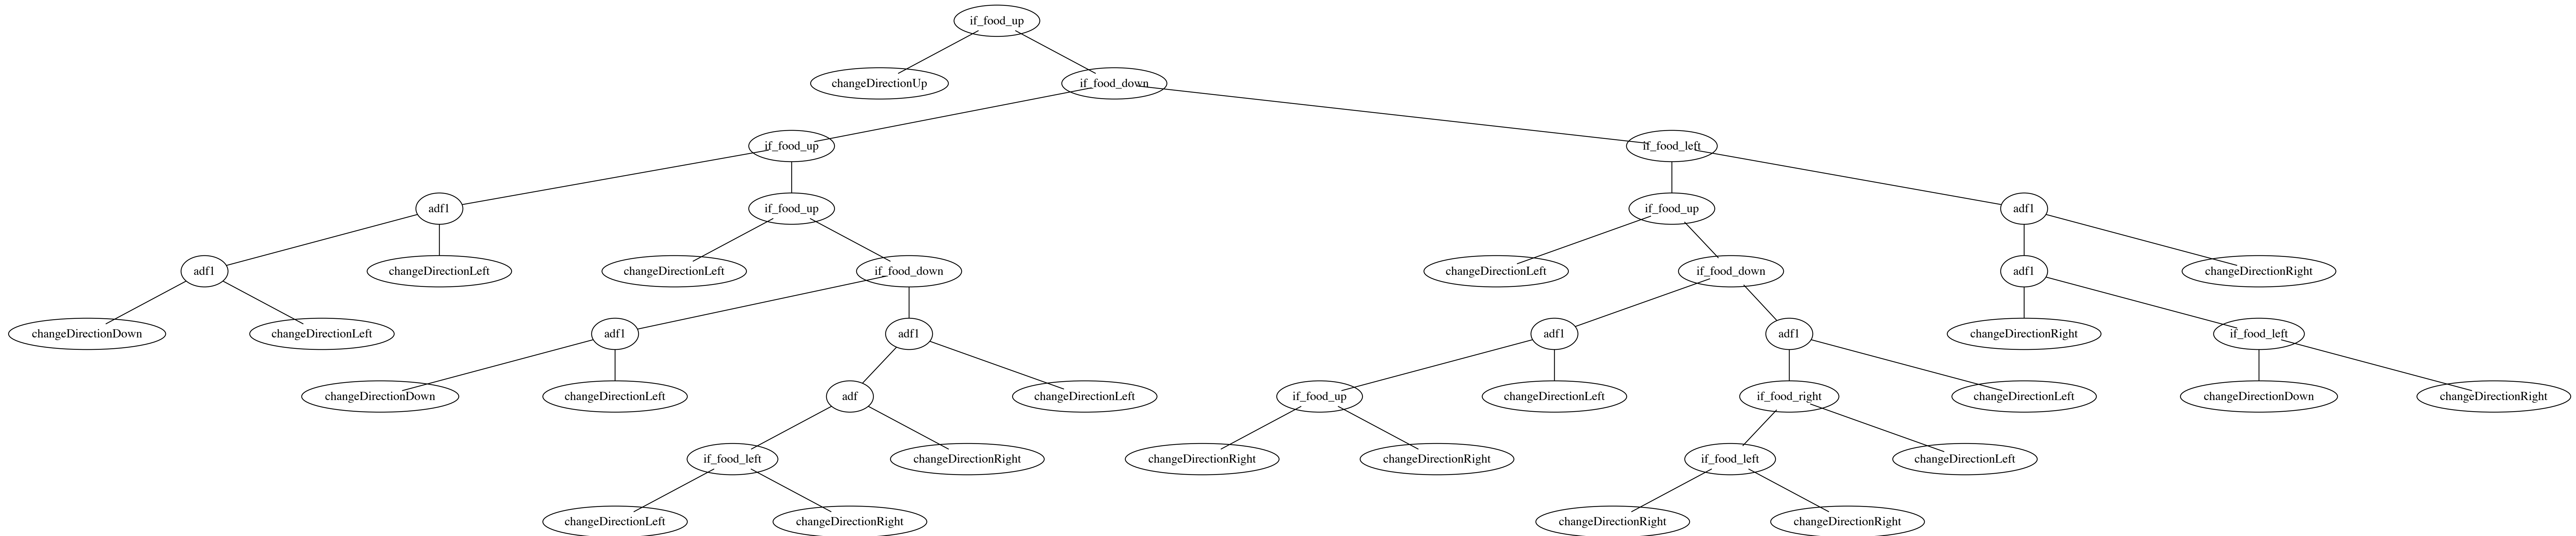 if_food_up
changeDirectionUp
if_food_down
if_food_up
if_food_left
adf1
if_food_up
if_food_up
adf1
adf1
changeDirectionLeft
changeDirectionLeft
if_food_down
changeDirectionLeft
if_food_down
adf1
changeDirectionRight
changeDirectionDown
changeDirectionLeft
adf1
adf1
adf1
adf1
changeDirectionRight
if_food_left
changeDirectionDown
changeDirectionLeft
adf
changeDirectionLeft
if_food_up
changeDirectionLeft
if_food_right
changeDirectionLeft
changeDirectionDown
changeDirectionRight
if_food_left
changeDirectionRight
changeDirectionRight
changeDirectionRight
if_food_left
changeDirectionLeft
changeDirectionLeft
changeDirectionRight
changeDirectionRight
changeDirectionRight